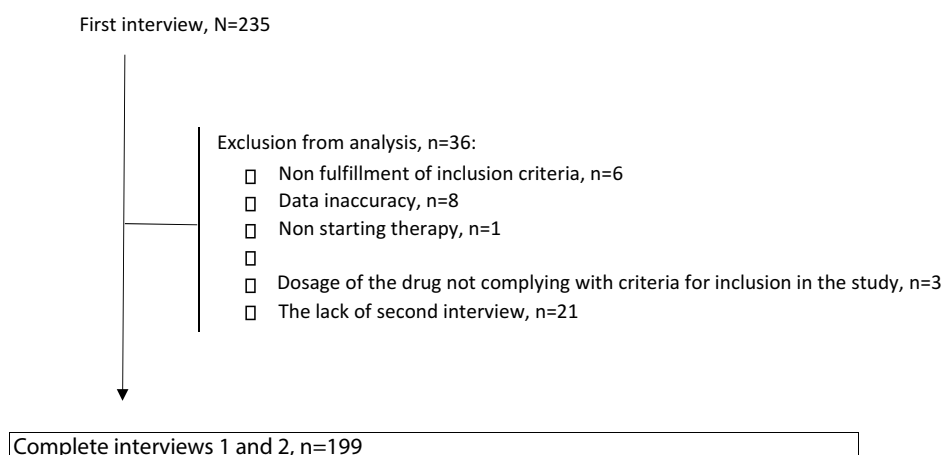 First interview, N=235
Exclusion from analysis, n=36:
Non fulfillment of inclusion criteria, n=6
Data inaccuracy, n=8
Non starting therapy, n=1
Dosage of the drug not complying with criteria for inclusion in the study, n=3
The lack of second interview, n=21
Complete interviews 1 and 2, n=199